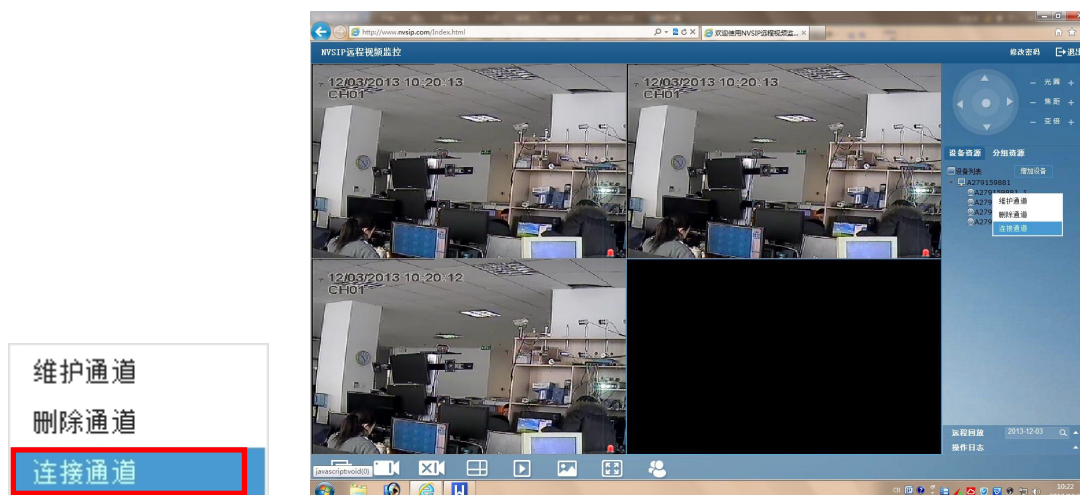 http://www.nvsip.com/Index.html
欢迎使用NVSIP远程视频监...
NVSIP远程视频监控
修改密码
退出
12/03/2013 10:20:13
CH01
12/03/2013 10:20:13
CH01
光圈
焦距
变倍
设备资源 分组资源
设备列表 增加设备
A279159881
A279159881_1
A279
A279
A279
维护通道
删除通道
连接通道
12/03/2013 10:20:12
CH01
维护通道
删除通道
连接通道
远程回放 2013-12-03
操作日志
javascript:void(0)
CH
10:22